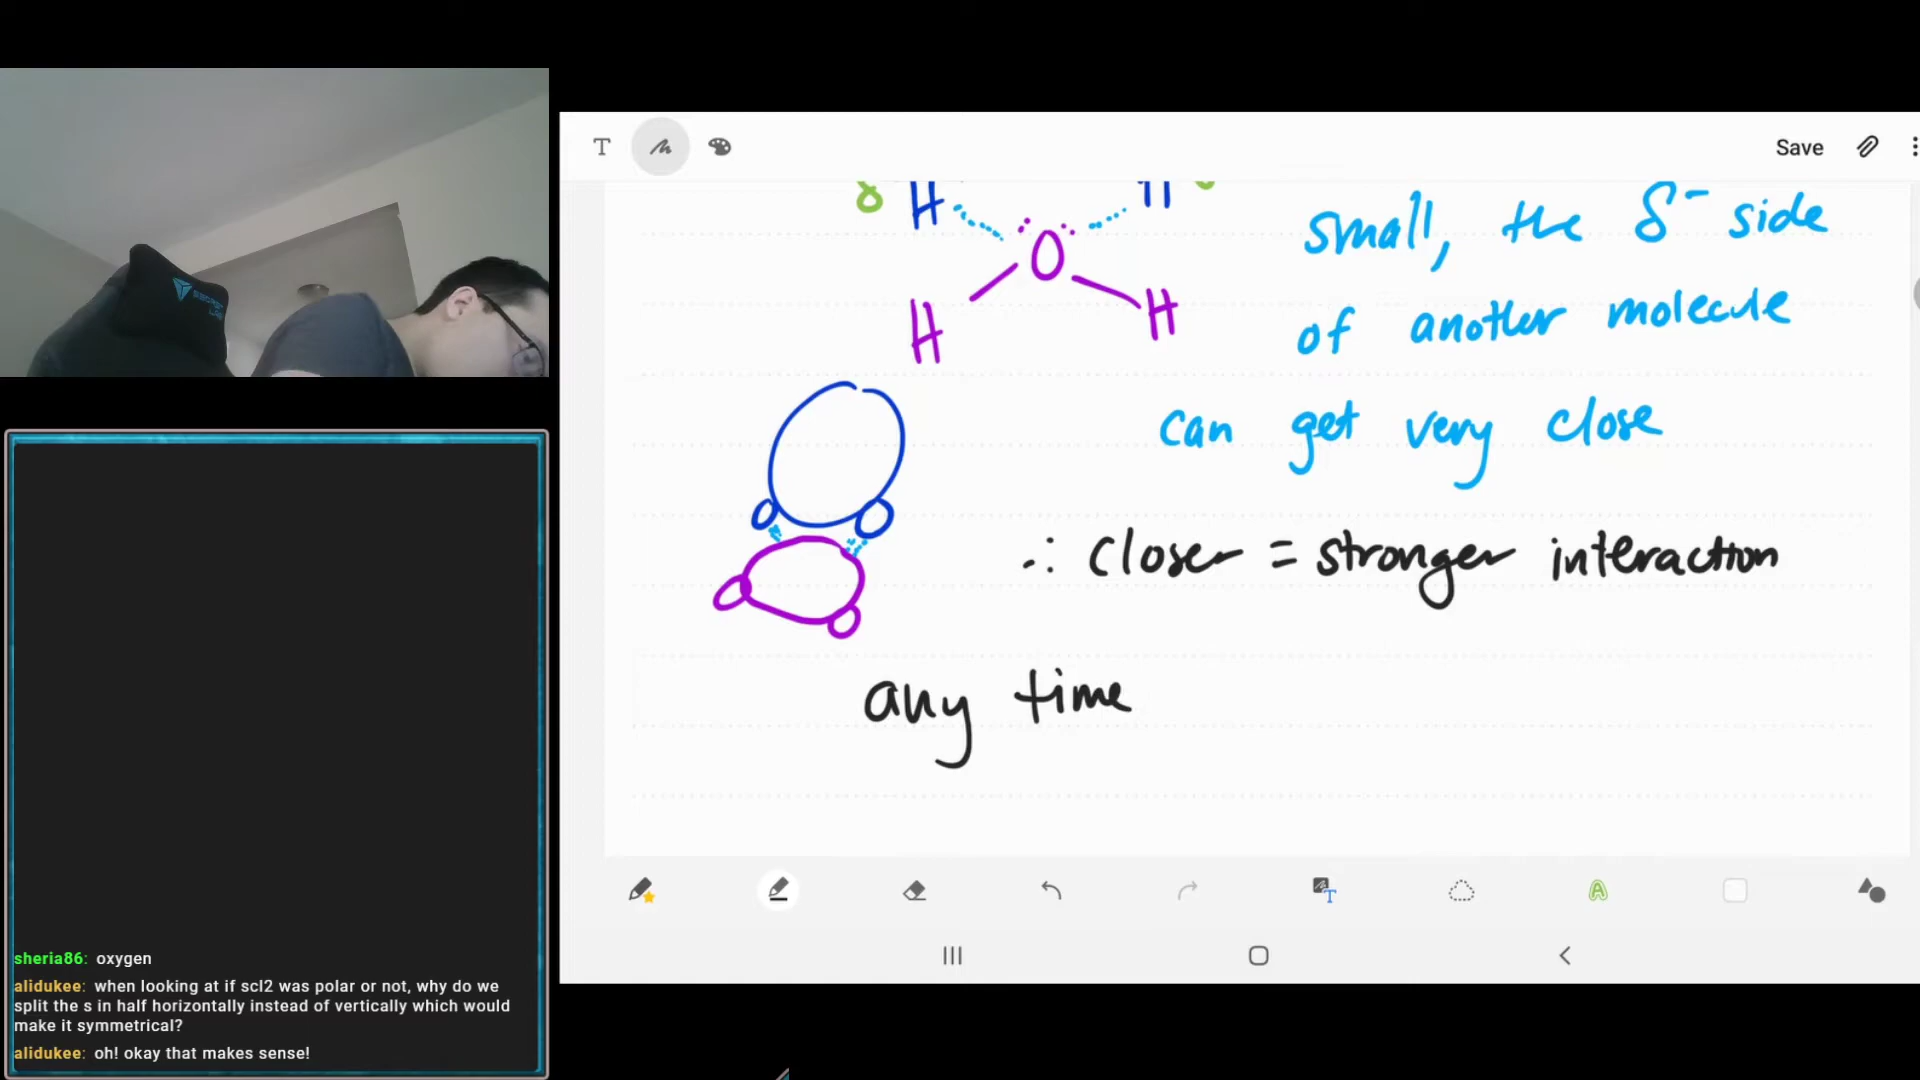 T
Save
δ H H
O
H H
small, the δ⁻ side
of another molecule
can get very close
∴ closer = stronger interaction
any time
T
A
sheria86: oxygen
alidukee: when looking at if scl2 was polar or not, why do we
split the s in half horizontally instead of vertically which would
make it symmetrical?
alidukee: oh! okay that makes sense!